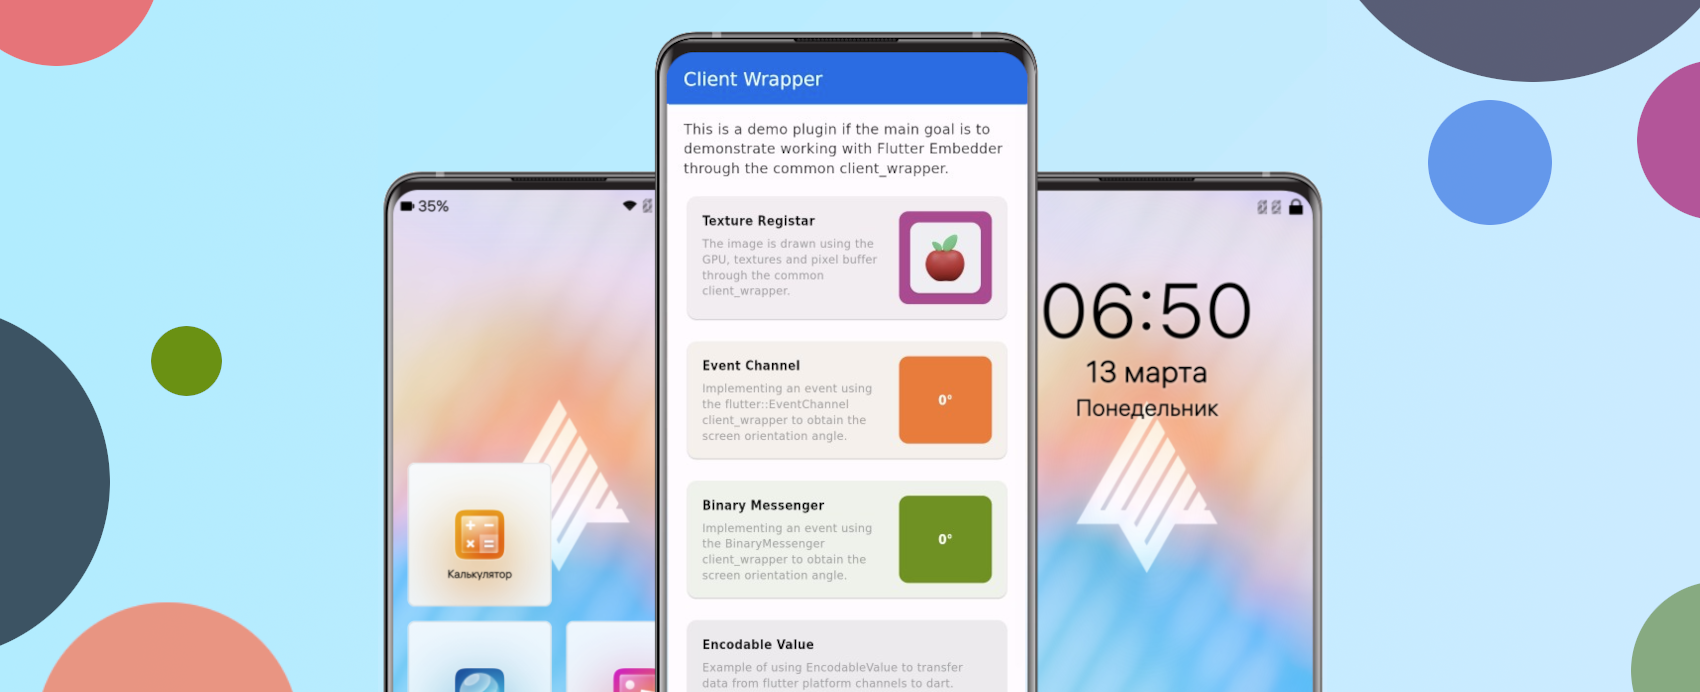 35%
Калькулятор
Client Wrapper
This is a demo plugin if the main goal is to
demonstrate working with Flutter Embedder
through the common client_wrapper.
Texture Registar
The image is drawn using the
GPU, textures and pixel buffer
through the common
client_wrapper.
Event Channel
Implementing an event using
the flutter::EventChannel
client_wrapper to obtain the
screen orientation angle.
0°
Binary Messenger
Implementing an event using
the BinaryMessenger
client_wrapper to obtain the
screen orientation angle.
0°
Encodable Value
Example of using EncodableValue to transfer
data from flutter platform channels to dart.
06:50
13 марта
Понедельник